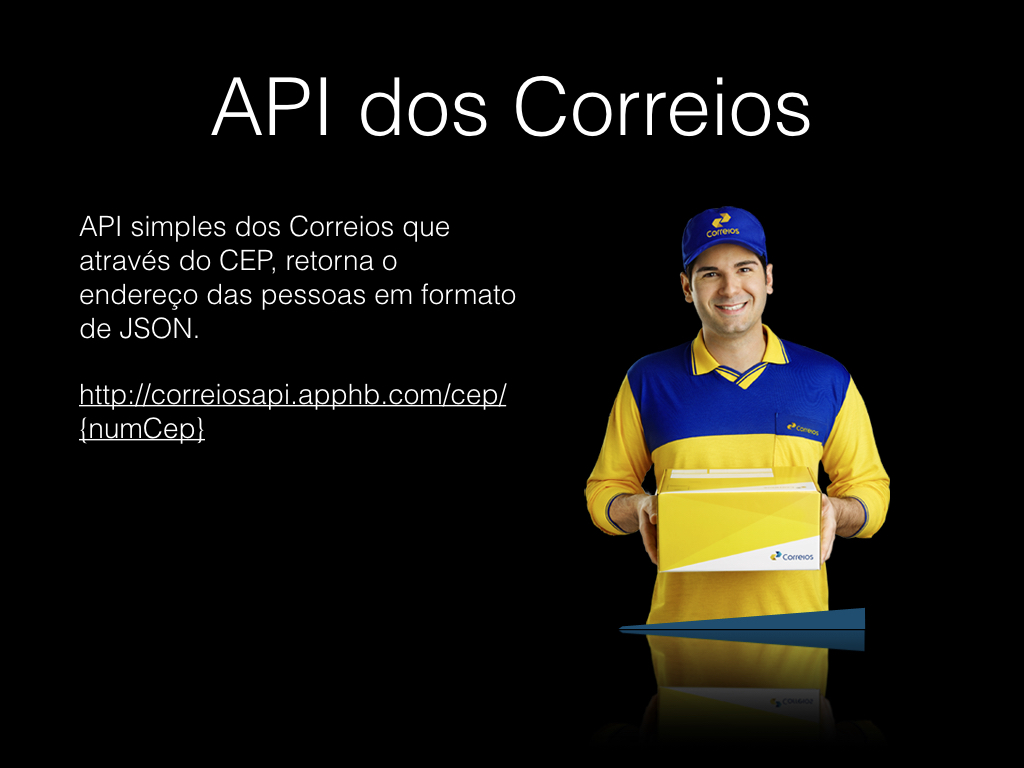 API dos Correios
API simples dos Correios que
através do CEP, retorna o
endereço das pessoas em formato
de JSON.
http://correiosapi.apphb.com/cep/
{numCep}
Correios
Correios
Correios